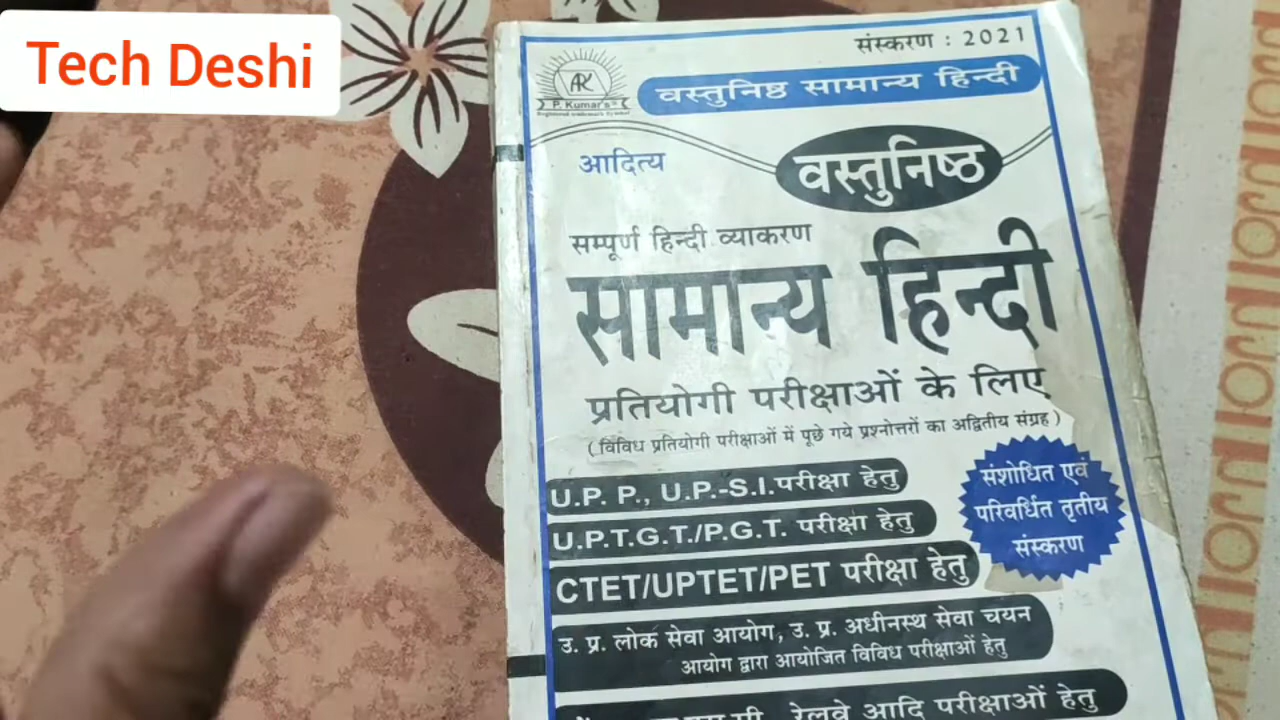 Tech Deshi
संस्करण : 2021
AK
P. Kumar's
वस्तुनिष्ठ सामान्य हिन्दी
आदित्य
वस्तुनिष्ठ
सम्पूर्ण हिन्दी व्याकरण
सामान्य हिन्दी
प्रतियोगी परीक्षाओं के लिए
(विविध प्रतियोगी परीक्षाओं में पूछे गये प्रश्नोत्तरों का अद्वितीय संग्रह)
U.P. P., U.P.-S.I.परीक्षा हेतु
U.P.T.G.T./P.G.T. परीक्षा हेतु
CTET/UPTET/PET परीक्षा हेतु
संशोधित एवं
परिवर्धित तृतीय
संस्करण
उ. प्र. लोक सेवा आयोग, उ. प्र. अधीनस्थ सेवा चयन
आयोग द्वारा आयोजित विविध परीक्षाओं हेतु
रेलवे आदि परीक्षाओं हेतु